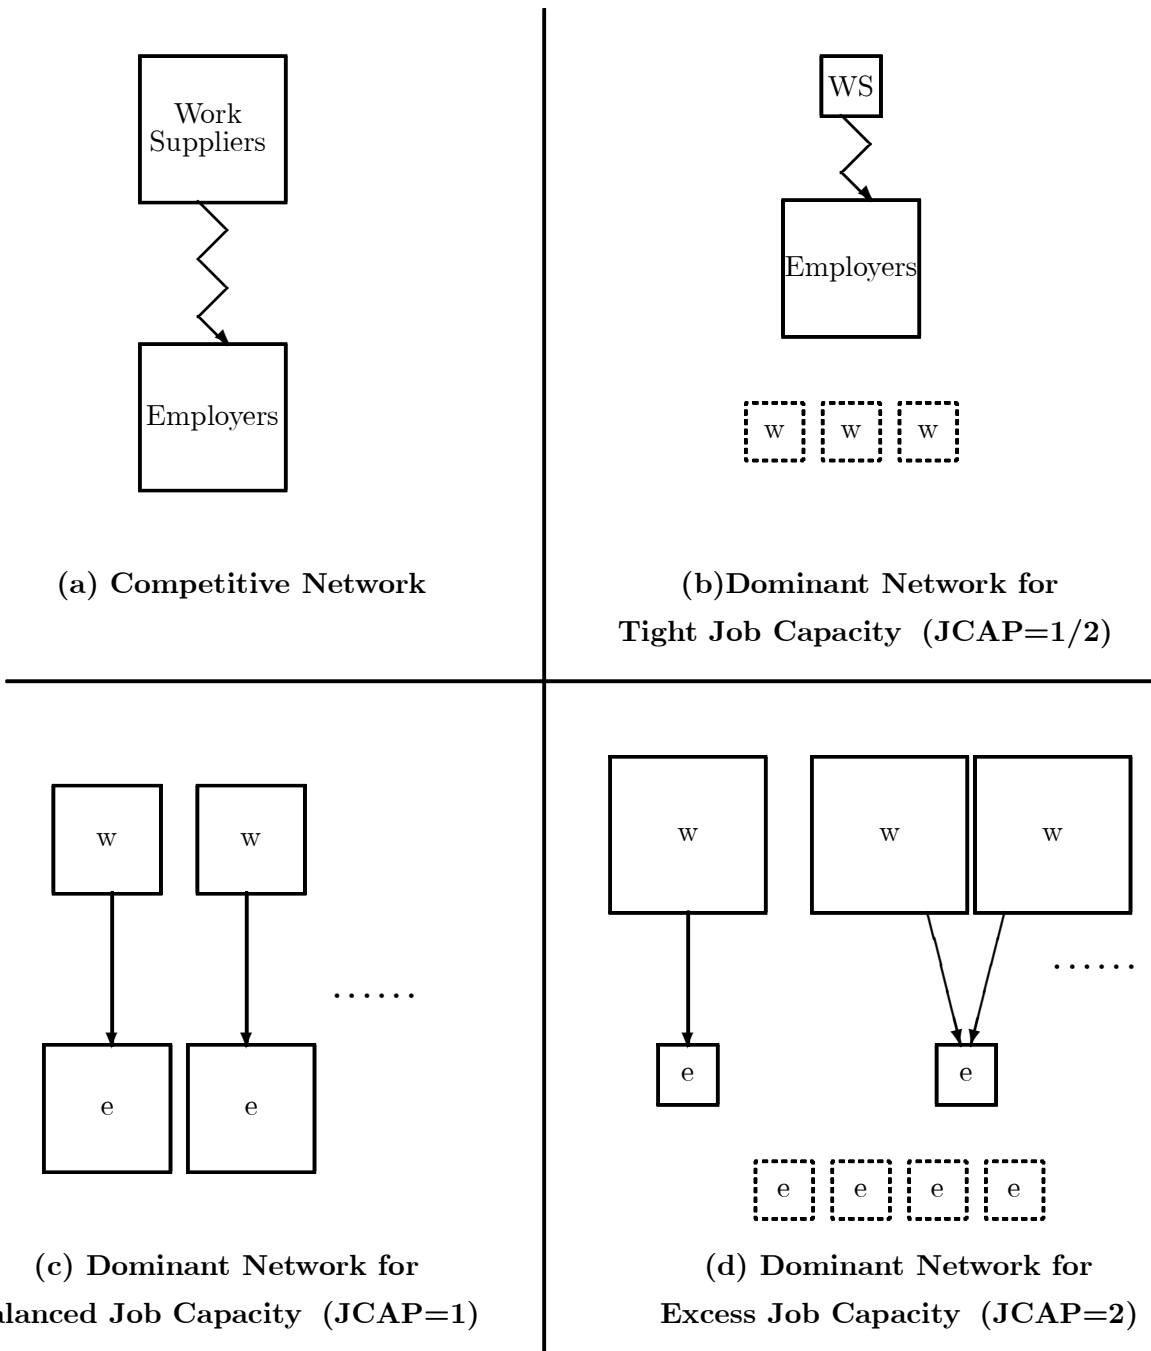 Work
Suppliers
Employers
(a) Competitive Network
WS
Employers
w w w
(b)Dominant Network for
Tight Job Capacity (JCAP=1/2)
w w
......
e e
(c) Dominant Network for
alanced Job Capacity (JCAP=1)
w w w
......
e e
e e e e
(d) Dominant Network for
Excess Job Capacity (JCAP=2)